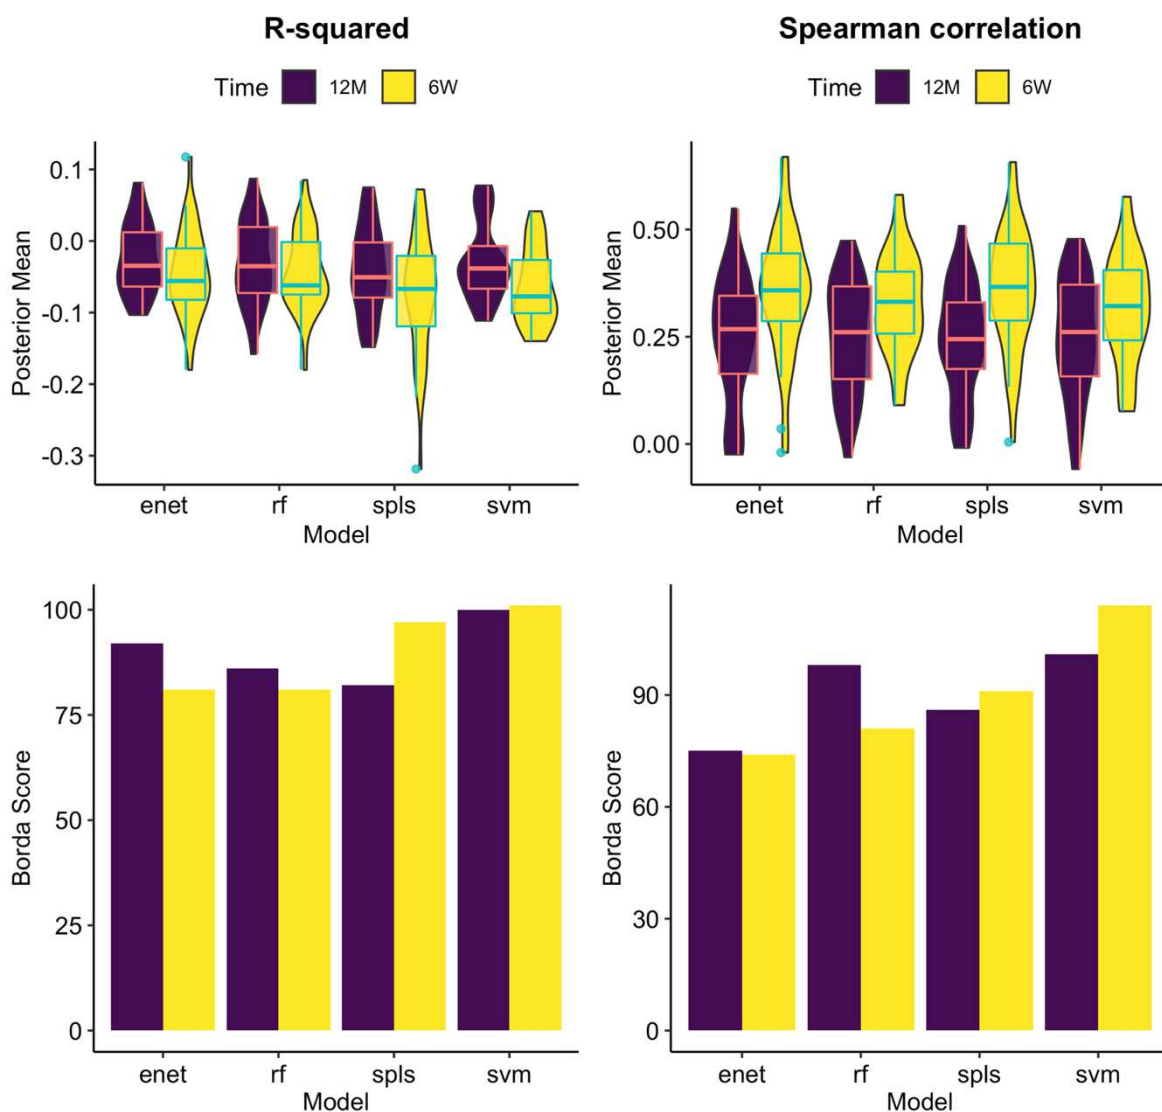 R-squared
Time 12M 6W
Posterior Mean
0.1
0.0
-0.1
-0.2
-0.3
enet rf spls svm
Model
Spearman correlation
Time 12M 6W
Posterior Mean
0.50
0.25
0.00
enet rf spls svm
Model
Borda Score
100
75
50
25
0
enet rf spls svm
Model
Borda Score
90
60
30
0
enet rf spls svm
Model